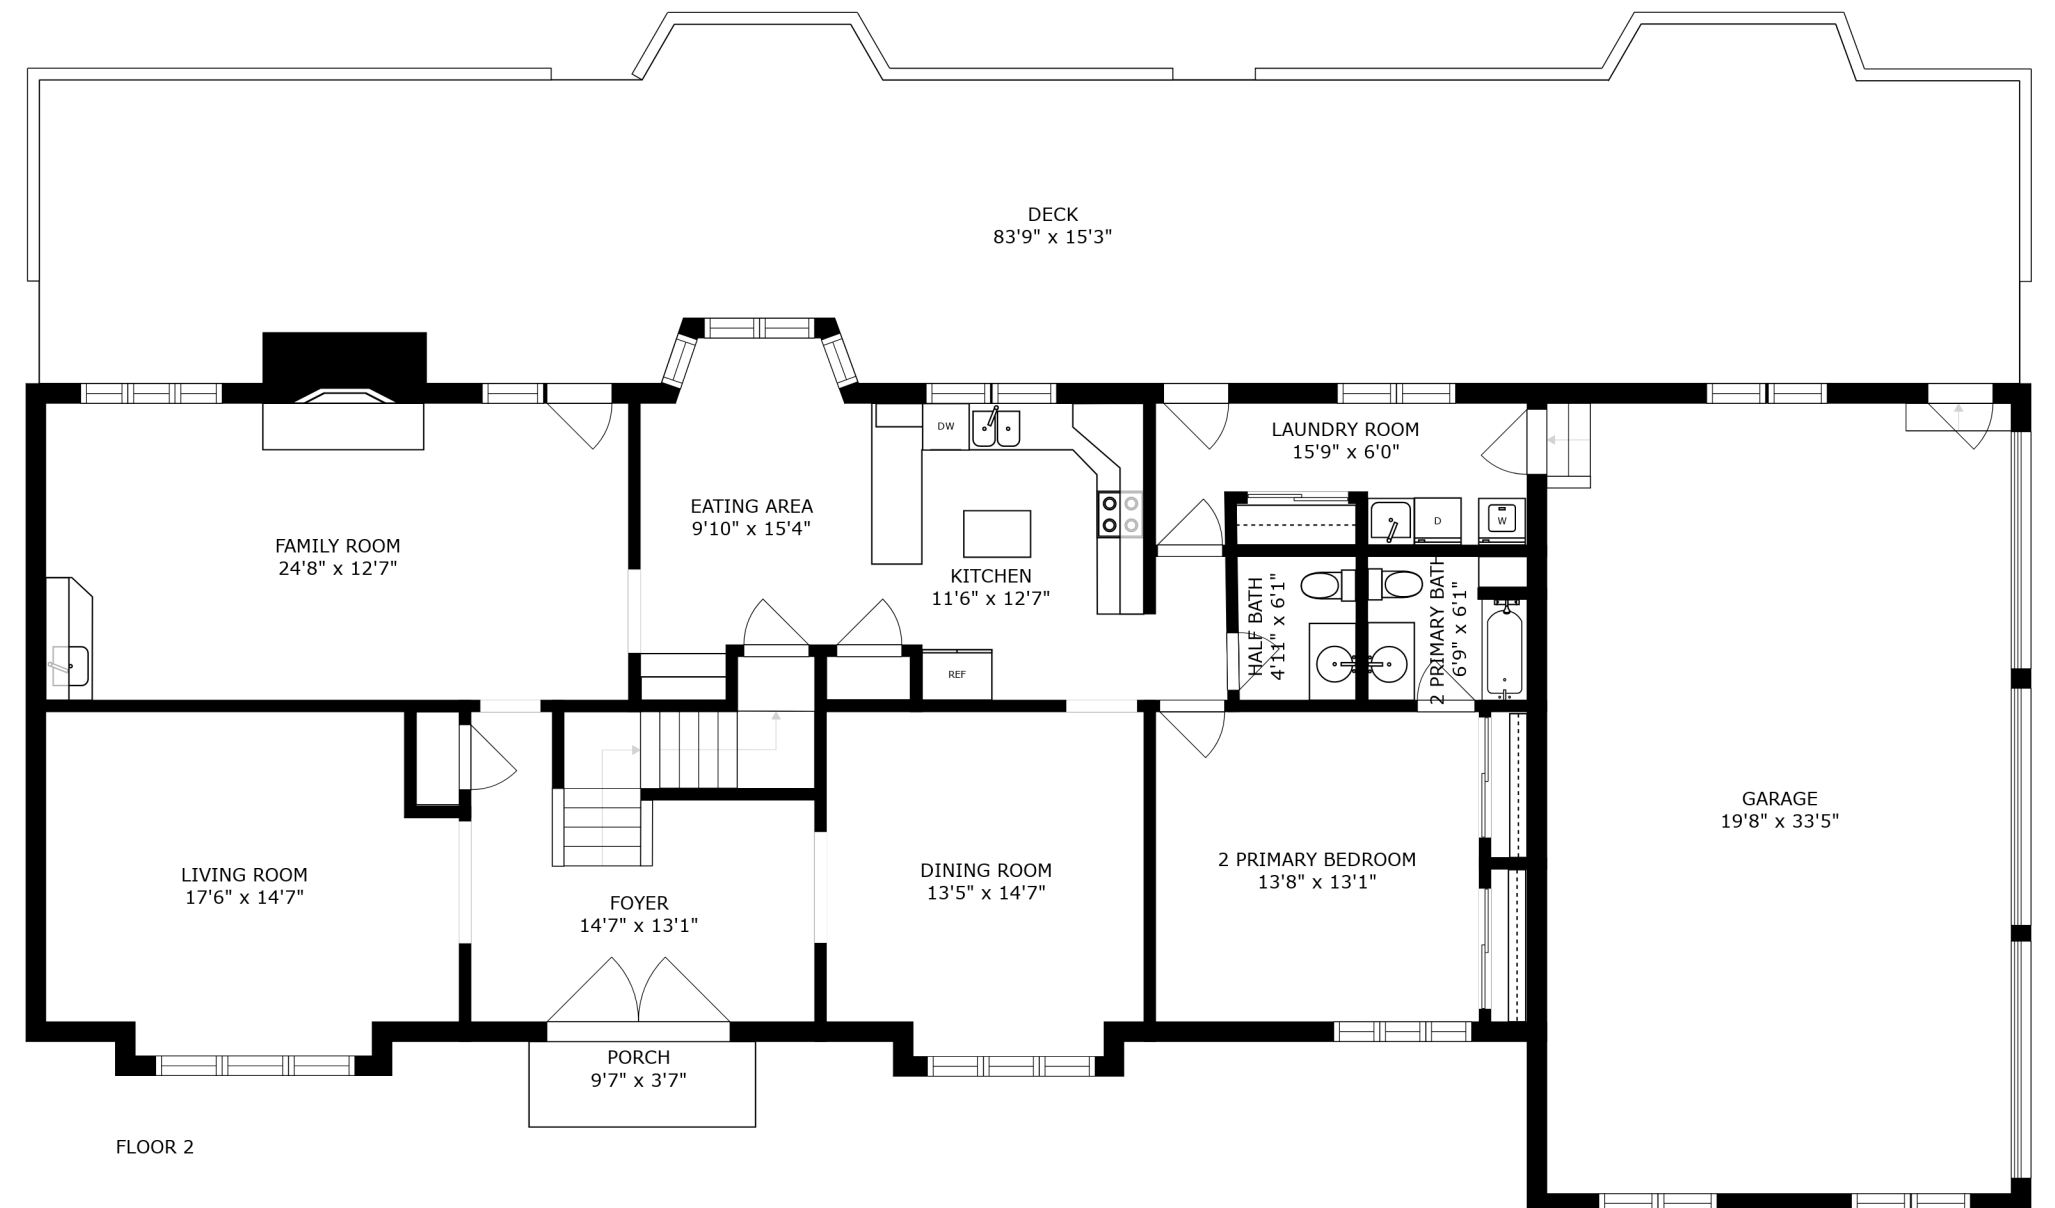 DECK
83'9" x 15'3"
LAUNDRY ROOM
15'9" x 6'0"
DW
EATING AREA
9'10" x 15'4"
D
W
FAMILY ROOM
24'8" x 12'7"
KITCHEN
11'6" x 12'7"
HALF BATH
4'11" x 6'1"
2 PRIMARY BATH
6'9" x 6'1"
REF
GARAGE
19'8" x 33'5"
LIVING ROOM
17'6" x 14'7"
FOYER
14'7" x 13'1"
DINING ROOM
13'5" x 14'7"
2 PRIMARY BEDROOM
13'8" x 13'1"
PORCH
9'7" x 3'7"
FLOOR 2